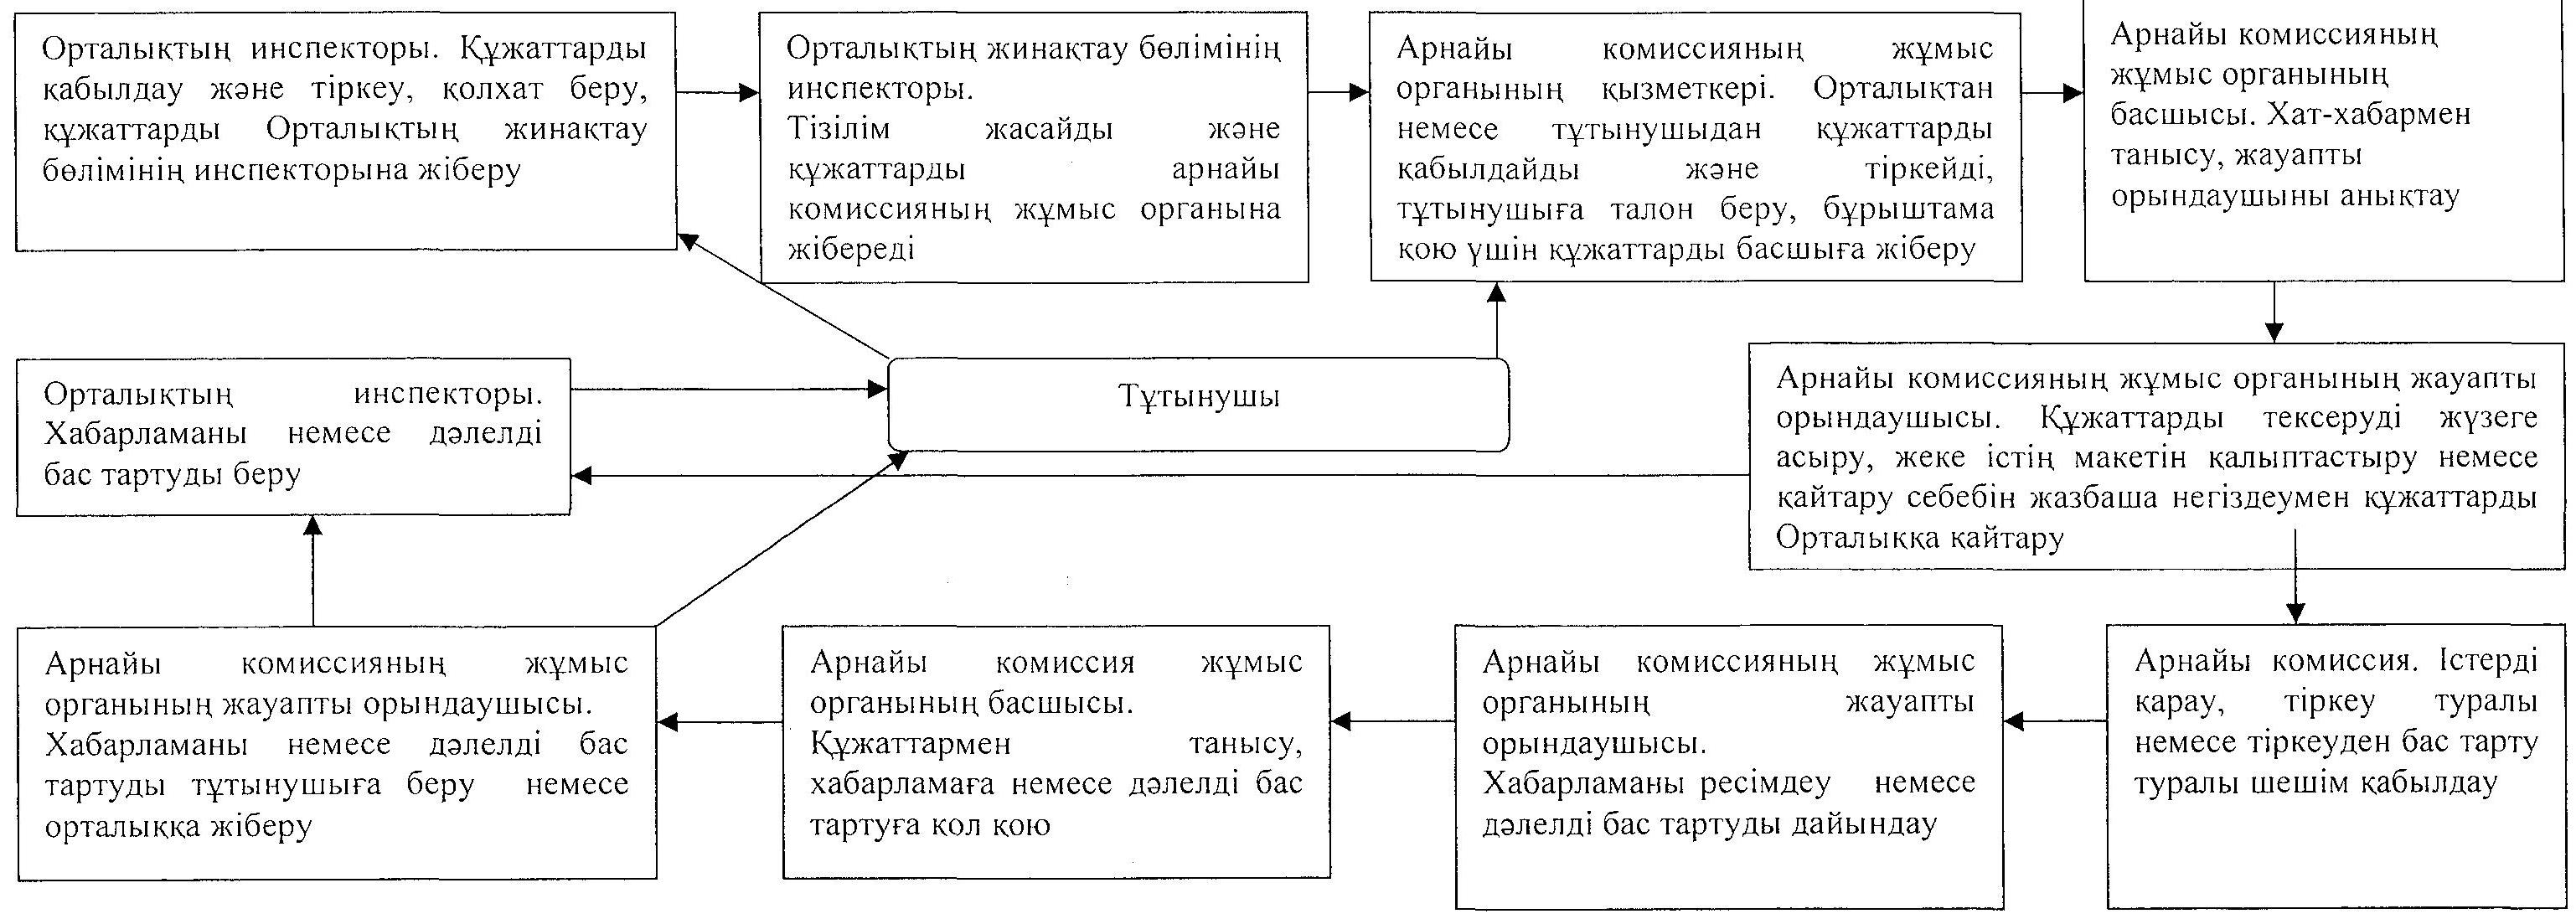 Орталықтың инспекторы. Құжаттарды
қабылдау және тіркеу, қолхат беру,
құжаттарды Орталықтың жинақтау
бөлімінің инспекторына жіберу
Орталықтың жинақтау бөлімінің
инспекторы.
Тізілім жасайды және
құжаттарды арнайы
комиссияның жұмыс органына
жібереді
Арнайы комиссияның жұмыс
органының қызметкері. Орталықтан
немесе тұтынушыдан құжаттарды
қабылдайды және тіркейді,
тұтынушыға талон беру, бұрыштама
қою үшін құжаттарды басшыға жіберу
Арнайы комиссияның
жұмыс органының
басшысы. Хат-хабармен
танысу, жауапты
орындаушыны анықтау
Орталықтың инспекторы.
Хабарламаны немесе дәлелді
бас тартуды беру
Тұтынушы
Арнайы комиссияның жұмыс органының жауапты
орындаушысы. Құжаттарды тексеруді жүзеге
асыру, жеке істің макетін қалыптастыру немесе
қайтару себебін жазбаша негіздеумен құжаттарды
Орталыққа қайтару
Арнайы комиссияның жұмыс
органының жауапты орындаушысы.
Хабарламаны немесе дәлелді бас
тартуды тұтынушыға беру немесе
орталыққа жіберу
Арнайы комиссия жұмыс
органының басшысы.
Құжаттармен танысу,
хабарламаға немесе дәлелді бас
тартуға қол қою
Арнайы комиссияның жұмыс
органының жауапты
орындаушысы.
Хабарламаны ресімдеу немесе
дәлелді бас тартуды дайындау
Арнайы комиссия. Істерді
қарау, тіркеу туралы
немесе тіркеуден бас тарту
туралы шешім қабылдау